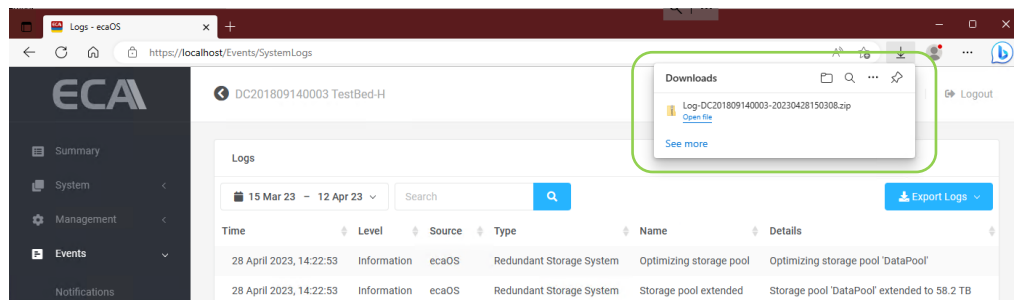 Logs - ecaOS
https://localhost/Events/SystemLogs
ECA
DC201809140003 TestBed-H
Logout
Downloads
Log-DC201809140003-20230428150308.zip
Open file
See more
Summary
System
Management
Events
Notifications
Logs
15 Mar 23 – 12 Apr 23
Search
Export Logs
Time Level Source Type Name Details
28 April 2023, 14:22:53 Information ecaOS Redundant Storage System Optimizing storage pool Optimizing storage pool 'DataPool'
28 April 2023, 14:22:53 Information ecaOS Redundant Storage System Storage pool extended Storage pool 'DataPool' extended to 58.2 TB